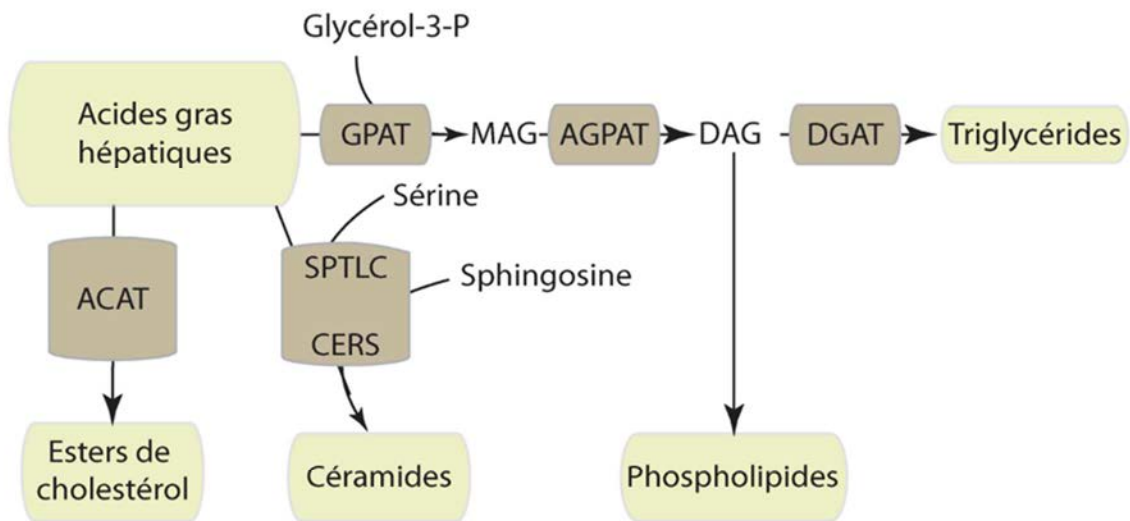 Glycérol-3-P
Acides gras
hépatiques
GPAT
MAG
AGPAT
DAG
DGAT
Triglycérides
Sérine
SPTLC
Sphingosine
ACAT
CERS
Esters de
cholestérol
Céramides
Phospholipides